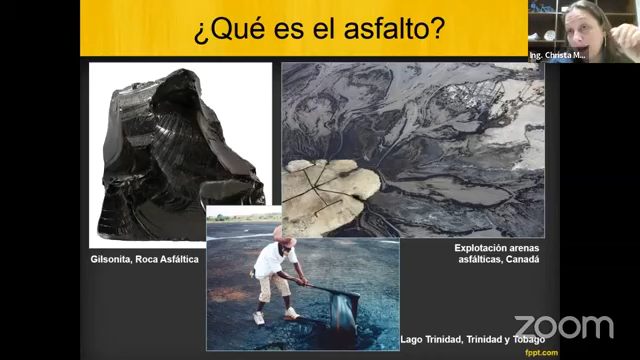 ¿Qué es el asfalto?
Ing. Christa M...
Gilsonita, Roca Asfáltica
Explotación arenas
asfálticas, Canadá
Lago Trinidad, Trinidad y Tobago
zoom
fppt.com